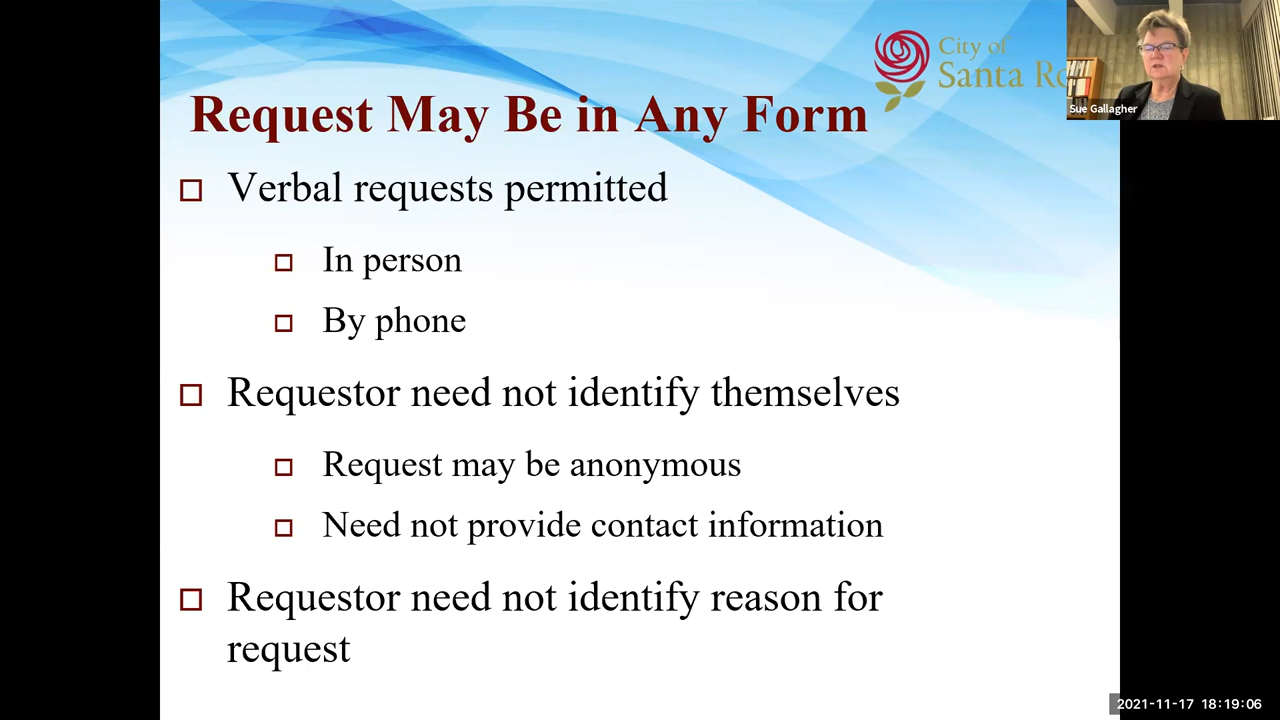 City of
Santa Ro
Sue Gallagher
Request May Be in Any Form
Verbal requests permitted
In person
By phone
Requestor need not identify themselves
Request may be anonymous
Need not provide contact information
Requestor need not identify reason for
request
2021-11-17 18:19:06